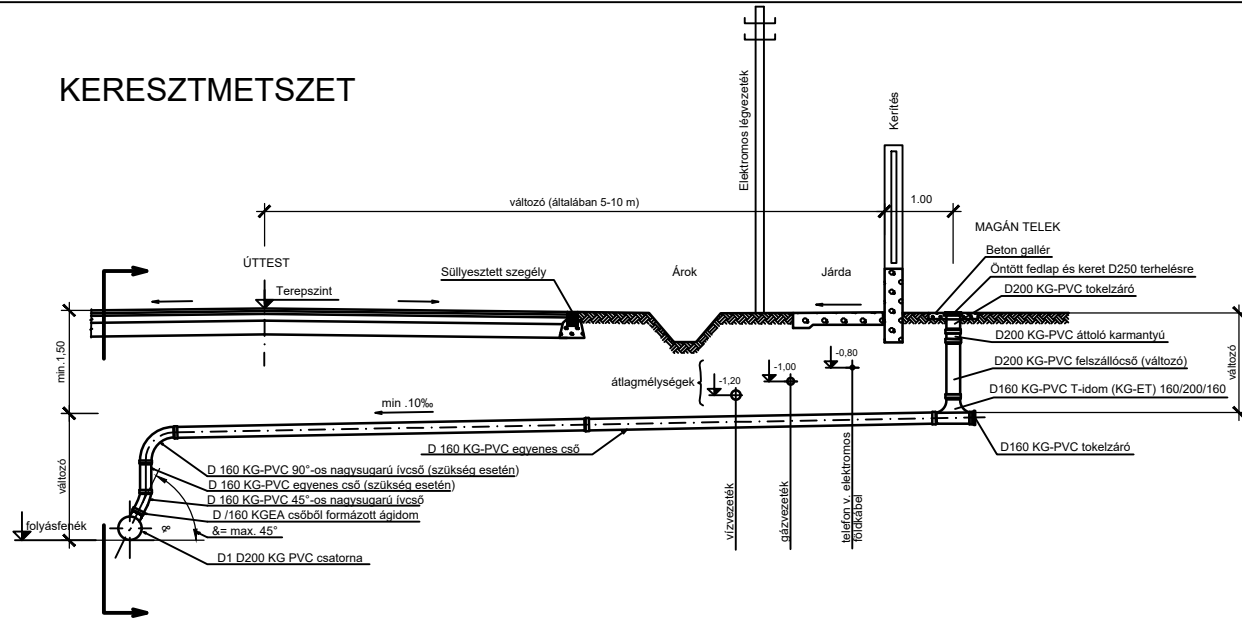 KERESZTMETSZET
Elektromos légvezeték
Kerítés
változó (általában 5-10 m)
1.00
MAGÁN TELEK
Beton gallér
ÚTTEST
Süllyesztett szegély
Árok
Járda
Öntött fedlap és keret D250 terhelésre
Terepszint
D200 KG-PVC tokelzáró
D200 KG-PVC áttoló karmantyú
min.1,50
-0,80
-1,00
D200 KG-PVC felszállócső (változó)
változó
átlagmélységek
-1,20
D160 KG-PVC T-idom (KG-ET) 160/200/160
min .10‰
D 160 KG-PVC egyenes cső
D160 KG-PVC tokelzáró
D 160 KG-PVC 90°-os nagysugarú ívcső (szükség esetén)
D 160 KG-PVC egyenes cső (szükség esetén)
változó
D 160 KG-PVC 45°-os nagysugarú ívcső
D /160 KGEA csőből formázott ágidom
folyásfenék
&
&= max. 45°
D1 D200 KG PVC csatorna
vízvezeték
gázvezeték
telefon v. elektromos
földkábel